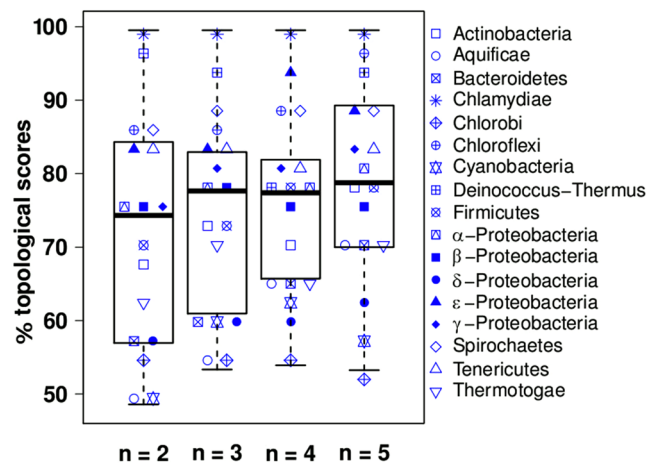 % topological scores
100
90
80
70
60
50
n = 2 n = 3 n = 4 n = 5
Actinobacteria
Aquificae
Bacteroidetes
Chlamydiae
Chlorobi
Chloroflexi
Cyanobacteria
Deinococcus−Thermus
Firmicutes
α−Proteobacteria
β−Proteobacteria
δ−Proteobacteria
ε−Proteobacteria
γ−Proteobacteria
Spirochaetes
Tenericutes
Thermotogae